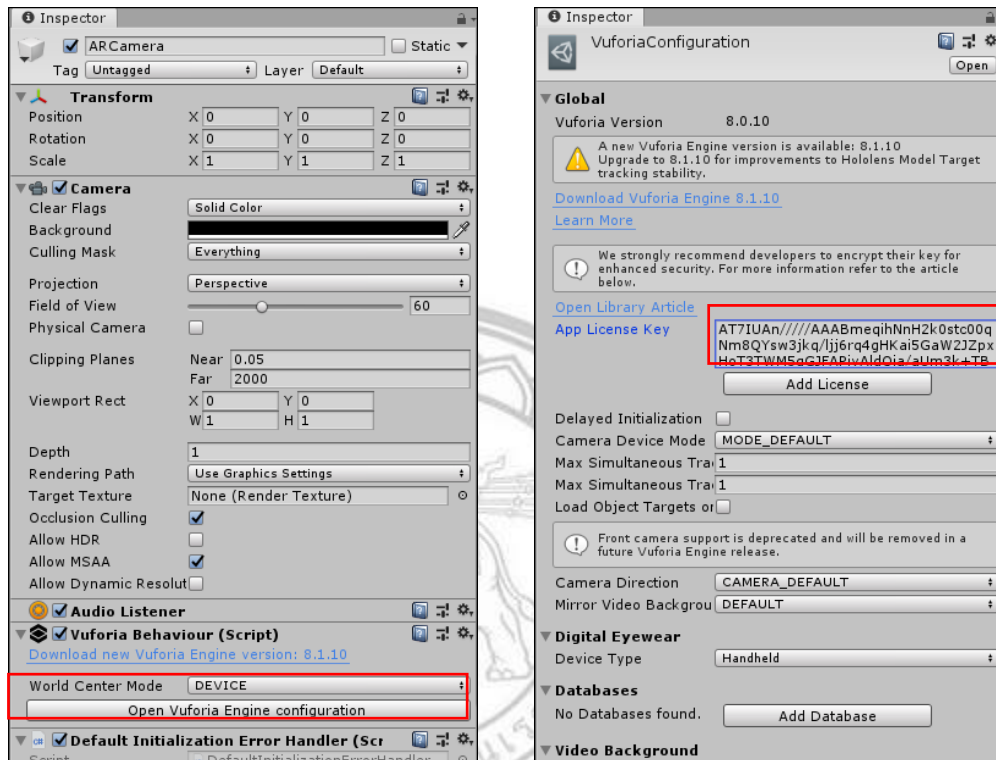 Inspector
ARCamera
Static
Tag Untagged Layer Default
Transform
Position X 0 Y 0 Z 0
Rotation X 0 Y 0 Z 0
Scale X 1 Y 1 Z 1
Camera
Clear Flags Solid Color
Background
Culling Mask Everything
Projection Perspective
Field of View 60
Physical Camera
Clipping Planes Near 0.05
Far 2000
Viewport Rect X 0 Y 0
W 1 H 1
Depth 1
Rendering Path Use Graphics Settings
Target Texture None (Render Texture)
Occlusion Culling
Allow HDR
Allow MSAA
Allow Dynamic Resolut
Audio Listener
Vuforia Behaviour (Script)
Download new Vuforia Engine version: 8.1.10
World Center Mode DEVICE
Open Vuforia Engine configuration
Default Initialization Error Handler (Scr
Script DefaultInitializationErrorHandler
Inspector
VuforiaConfiguration
Open
Global
Vuforia Version 8.0.10
A new Vuforia Engine version is available: 8.1.10
Upgrade to 8.1.10 for improvements to Hololens Model Target
tracking stability.
Download Vuforia Engine 8.1.10
Learn More
We strongly recommend developers to encrypt their key for
enhanced security. For more information refer to the article
below.
Open Library Article
App License Key AT7IUAn/////AAABmeqihNnH2k0stc00q
Nm8QYsw3jkq/ljj6rq4gHKai5GaW2JZpx
Add License
Delayed Initialization
Camera Device Mode MODE_DEFAULT
Max Simultaneous Tra 1
Max Simultaneous Tra 1
Load Object Targets or
Front camera support is deprecated and will be removed in a
future Vuforia Engine release.
Camera Direction CAMERA_DEFAULT
Mirror Video Backgrou DEFAULT
Digital Eyewear
Device Type Handheld
Databases
No Databases found. Add Database
Video Background